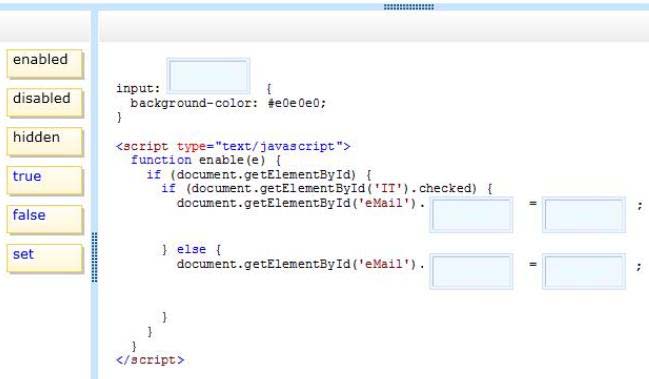 enabled
disabled
hidden
true
false
set
input: {
background-color: #e0e0e0;
}
<script type="text/javascript">
function enable(e) {
if (document.getElementById) {
if (document.getElementById('IT').checked) {
document.getElementById('eMail'). = ;
} else {
document.getElementById('eMail'). = ;
}
}
}
</script>